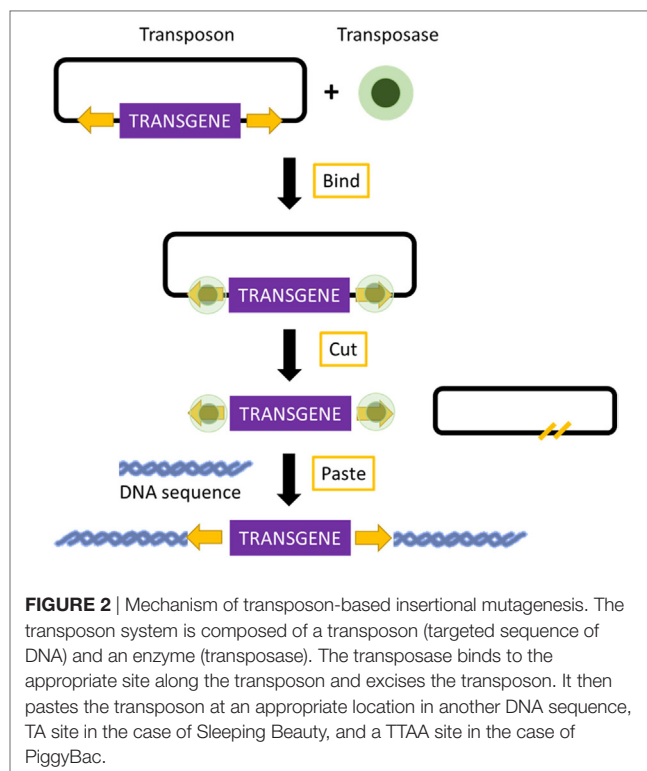 Transposon Transposase
TRANSGENE +
Bind
TRANSGENE
Cut
TRANSGENE
Paste
DNA sequence
TRANSGENE
FIGURE 2 | Mechanism of transposon-based insertional mutagenesis. The
transposon system is composed of a transposon (targeted sequence of
DNA) and an enzyme (transposase). The transposase binds to the
appropriate site along the transposon and excises the transposon. It then
pastes the transposon at an appropriate location in another DNA sequence,
TA site in the case of Sleeping Beauty, and a TTAA site in the case of
PiggyBac.